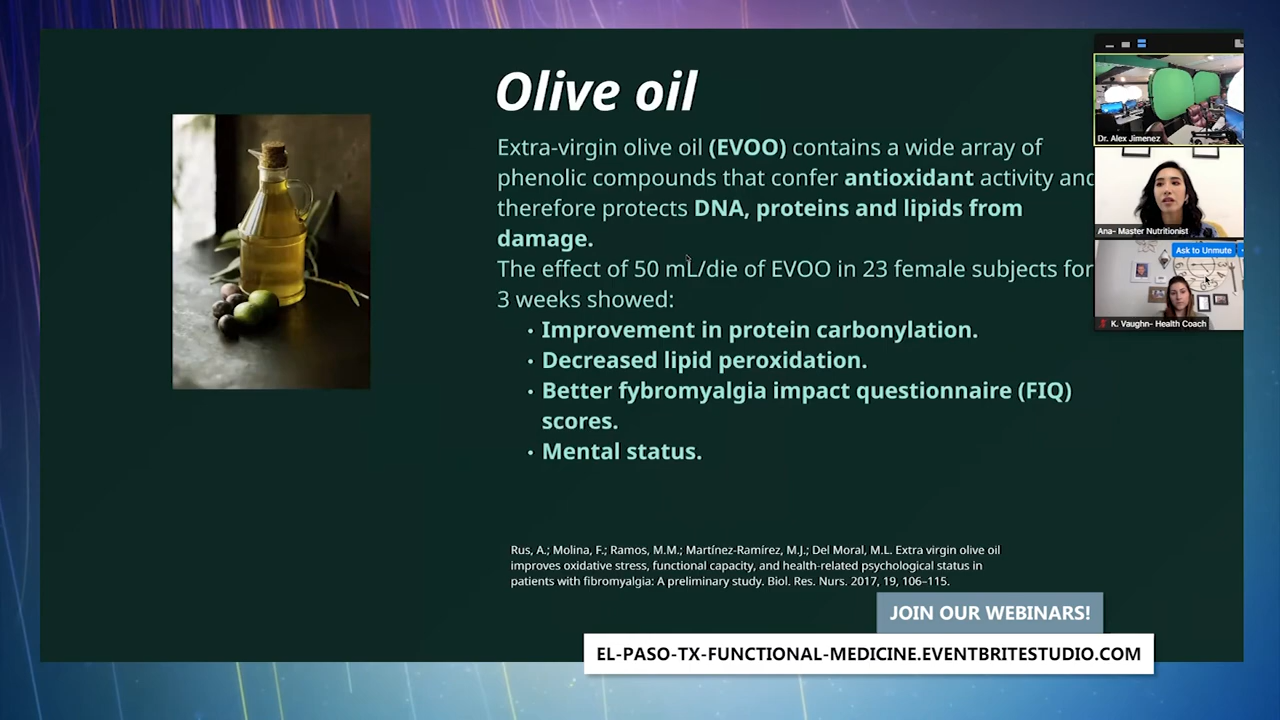 Olive oil
Extra-virgin olive oil (EVOO) contains a wide array of
phenolic compounds that confer antioxidant activity and
therefore protects DNA, proteins and lipids from
damage.
The effect of 50 mL/die of EVOO in 23 female subjects for
3 weeks showed:
• Improvement in protein carbonylation.
• Decreased lipid peroxidation.
• Better fybromyalgia impact questionnaire (FIQ)
scores.
• Mental status.
Rus, A.; Molina, F.; Ramos, M.M.; Martínez-Ramírez, M.J.; Del Moral, M.L. Extra virgin olive oil
improves oxidative stress, functional capacity, and health-related psychological status in
patients with fibromyalgia: A preliminary study. Biol. Res. Nurs. 2017, 19, 106–115.
Dr. Alex Jimenez
Ana- Master Nutritionist
Ask to Unmute
K. Vaughn- Health Coach
JOIN OUR WEBINARS!
EL-PASO-TX-FUNCTIONAL-MEDICINE.EVENTBRITESTUDIO.COM